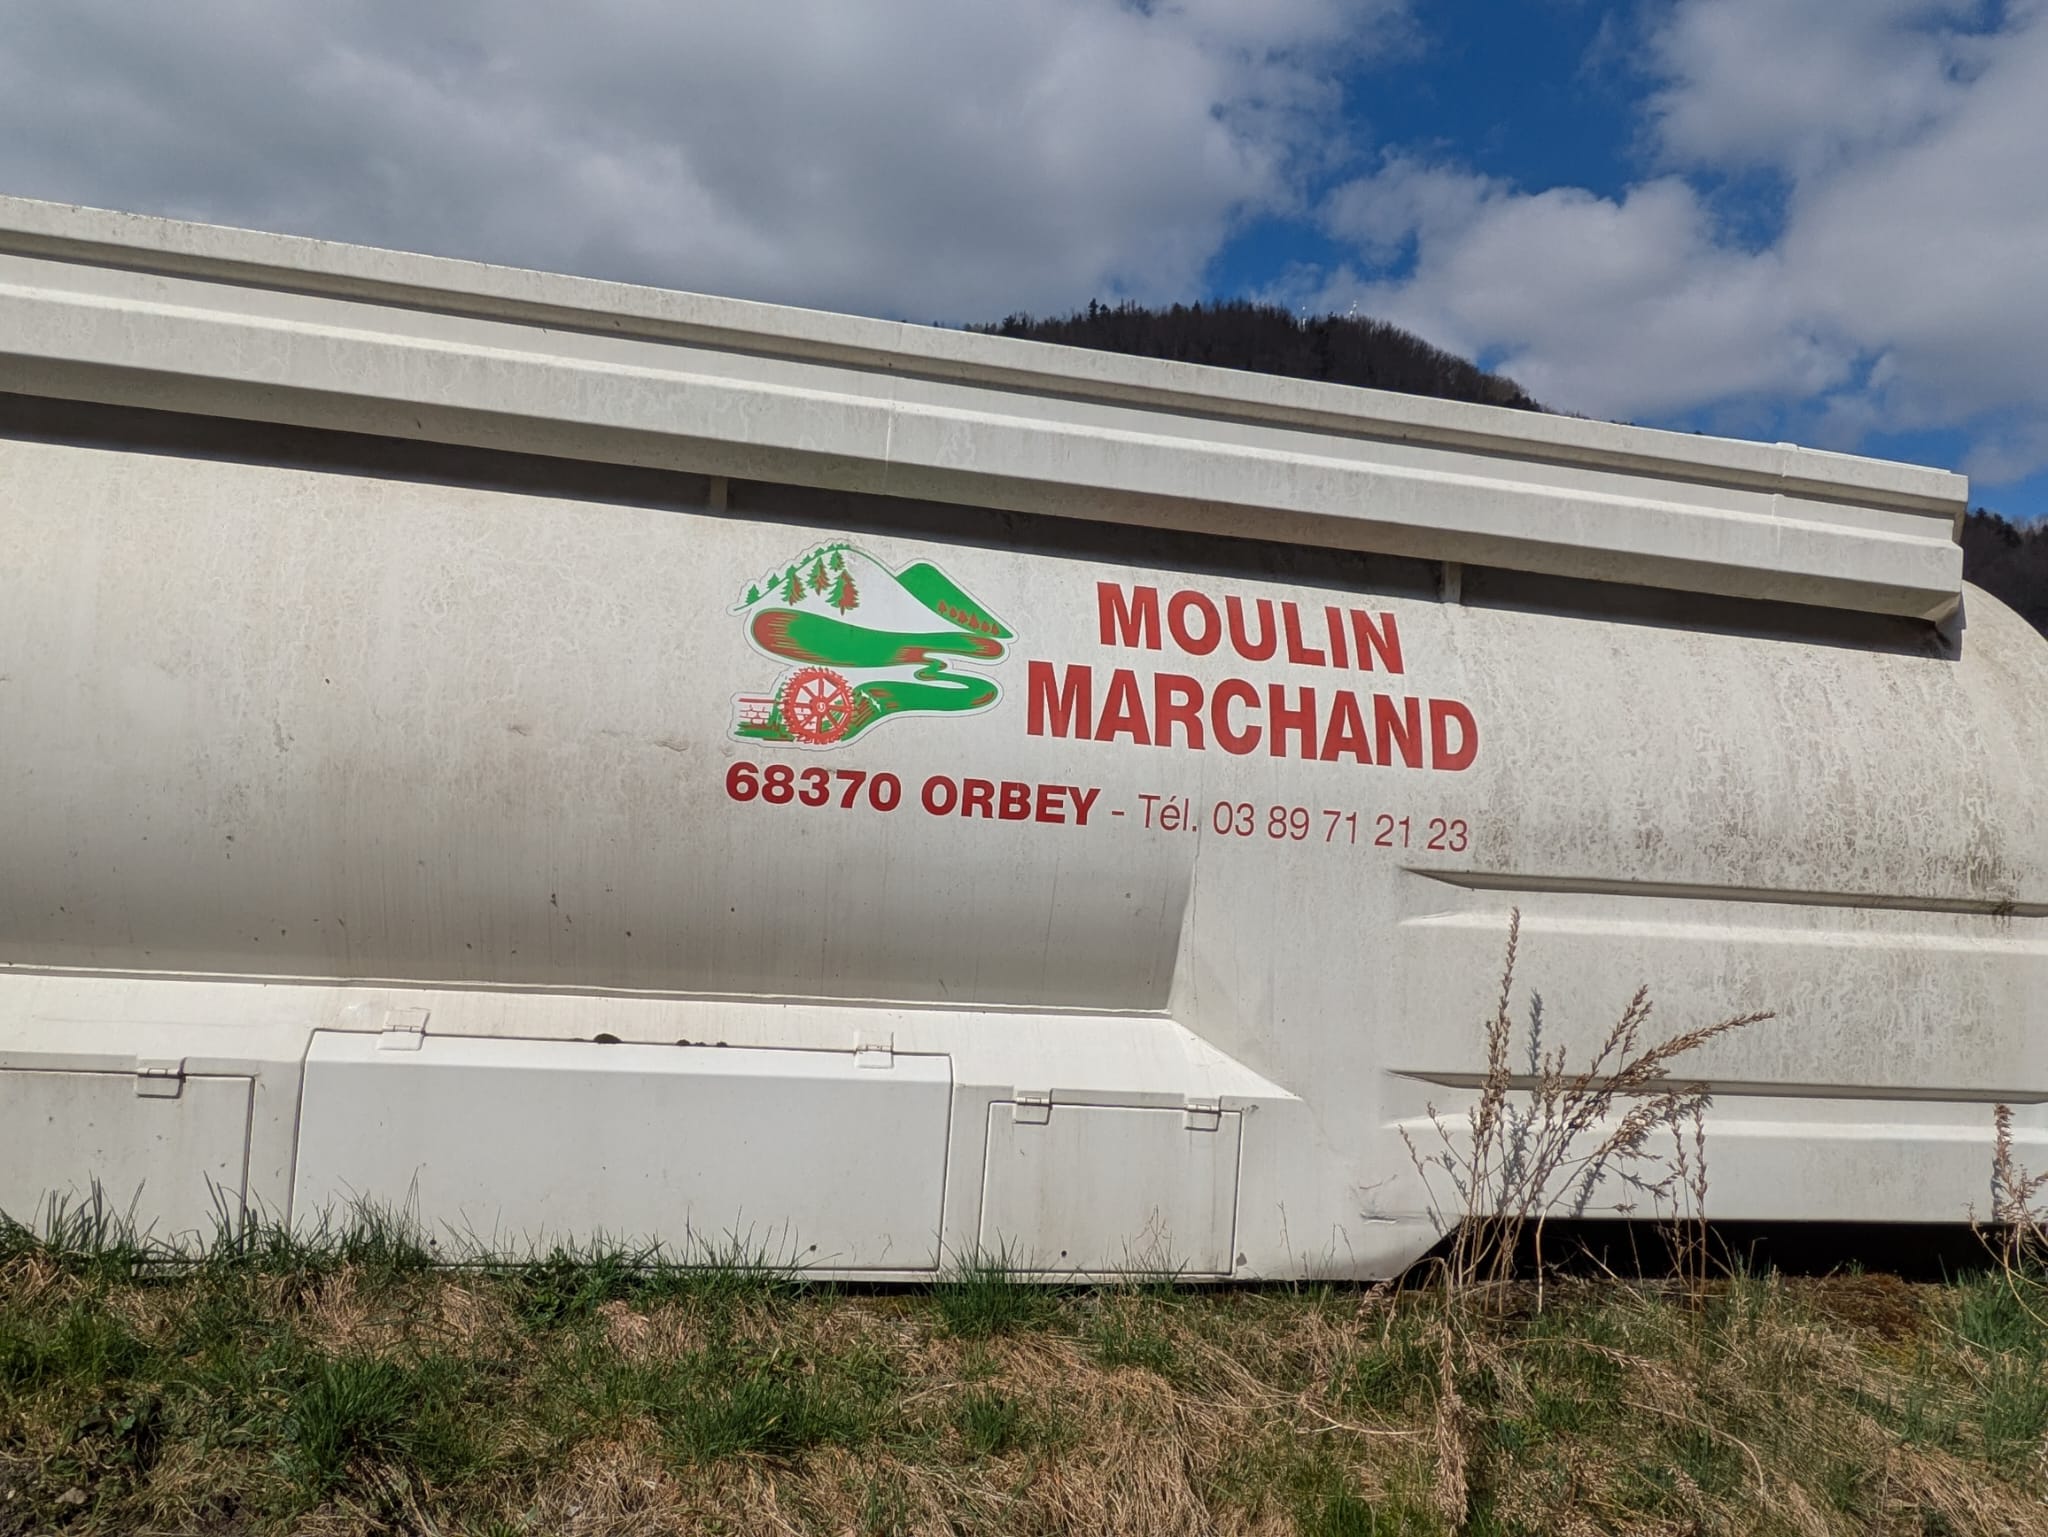 MOULIN
MARCHAND
68370 ORBEY - Tél. 03 89 71 21 23